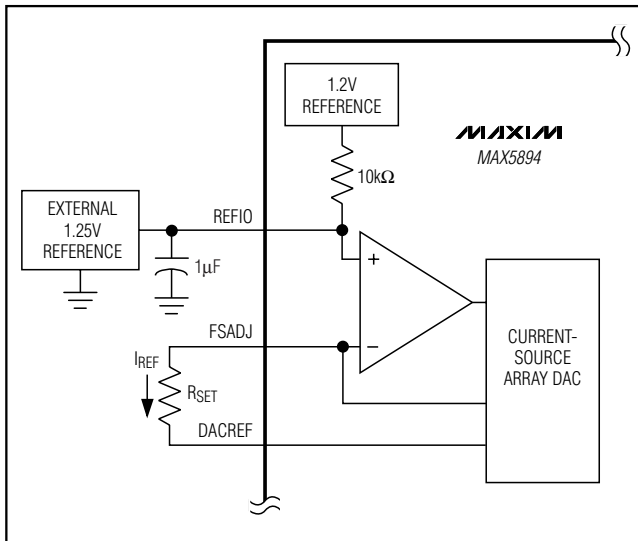 1.2V
REFERENCE
MAXIM
MAX5894
10kΩ
EXTERNAL
1.25V
REFERENCE
REFIO
1µF
+
FSADJ
−
CURRENT-
SOURCE
ARRAY DAC
IREF
RSET
DACREF